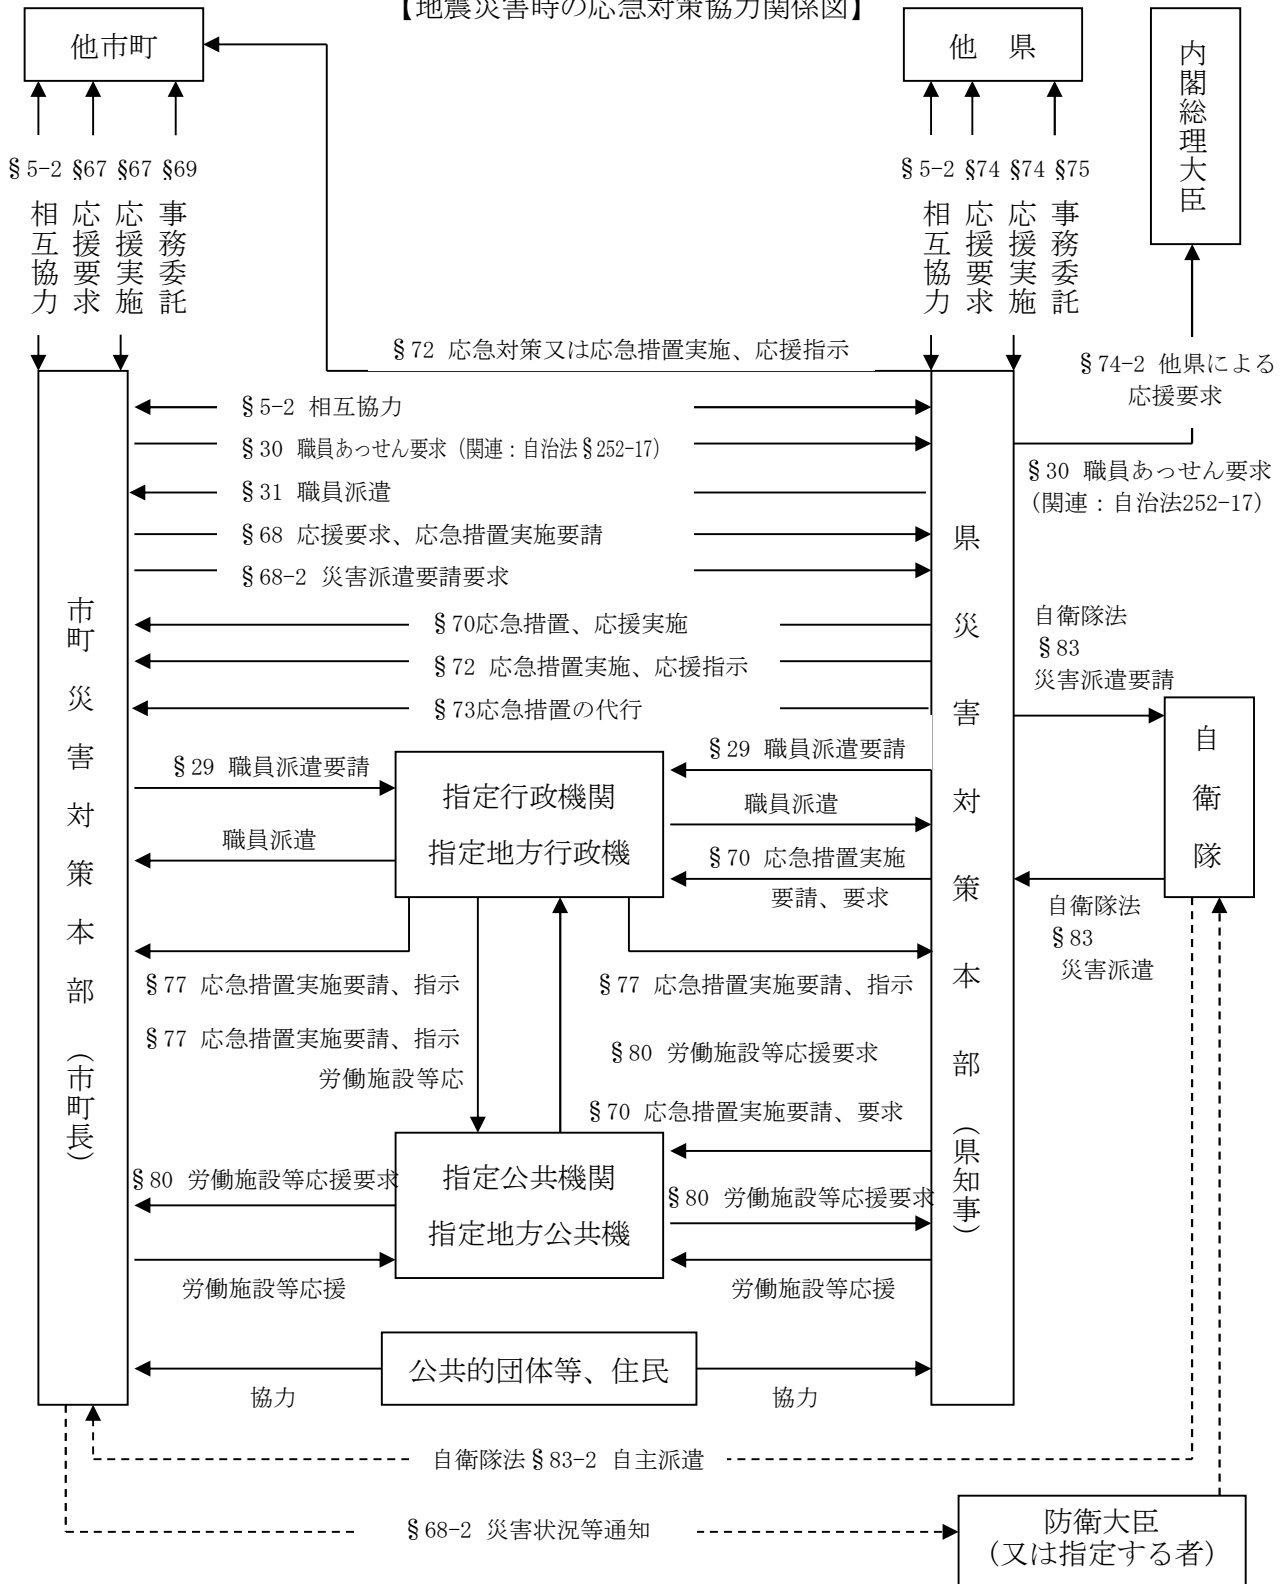 【地震災害時の応急対策協力関係図】
他市町
他　県
内閣総理大臣
§5-2 §67 §67 §69
相互協力
応援要求
応援実施
事務委託
§5-2 §74 §74 §75
相互協力
応援要求
応援実施
事務委託
§72 応急対策又は応急措置実施、応援指示
§74-2 他県による
応援要求
§5-2 相互協力
§30 職員あっせん要求（関連：自治法§252-17）
§30 職員あっせん要求
（関連：自治法252-17）
§31 職員派遣
§68 応援要求、応急措置実施要請
§68-2 災害派遣要請要求
市町災害対策本部（市町長）
県災害対策本部（県知事）
§70応急措置、応援実施
§72 応急措置実施、応援指示
§73応急措置の代行
自衛隊法
§83
災害派遣要請
自衛隊
§29 職員派遣要請
§29 職員派遣要請
指定行政機関
指定地方行政機
職員派遣
職員派遣
§70 応急措置実施
要請、要求
自衛隊法
§83
災害派遣
§77 応急措置実施要請、指示
§77 応急措置実施要請、指示
§77 応急措置実施要請、指示
労働施設等応
§80 労働施設等応援要求
§70 応急措置実施要請、要求
指定公共機関
指定地方公共機
§80 労働施設等応援要求
§80 労働施設等応援要求
労働施設等応援
労働施設等応援
公共的団体等、住民
協力
協力
自衛隊法§83-2 自主派遣
§68-2 災害状況等通知
防衛大臣
（又は指定する者）